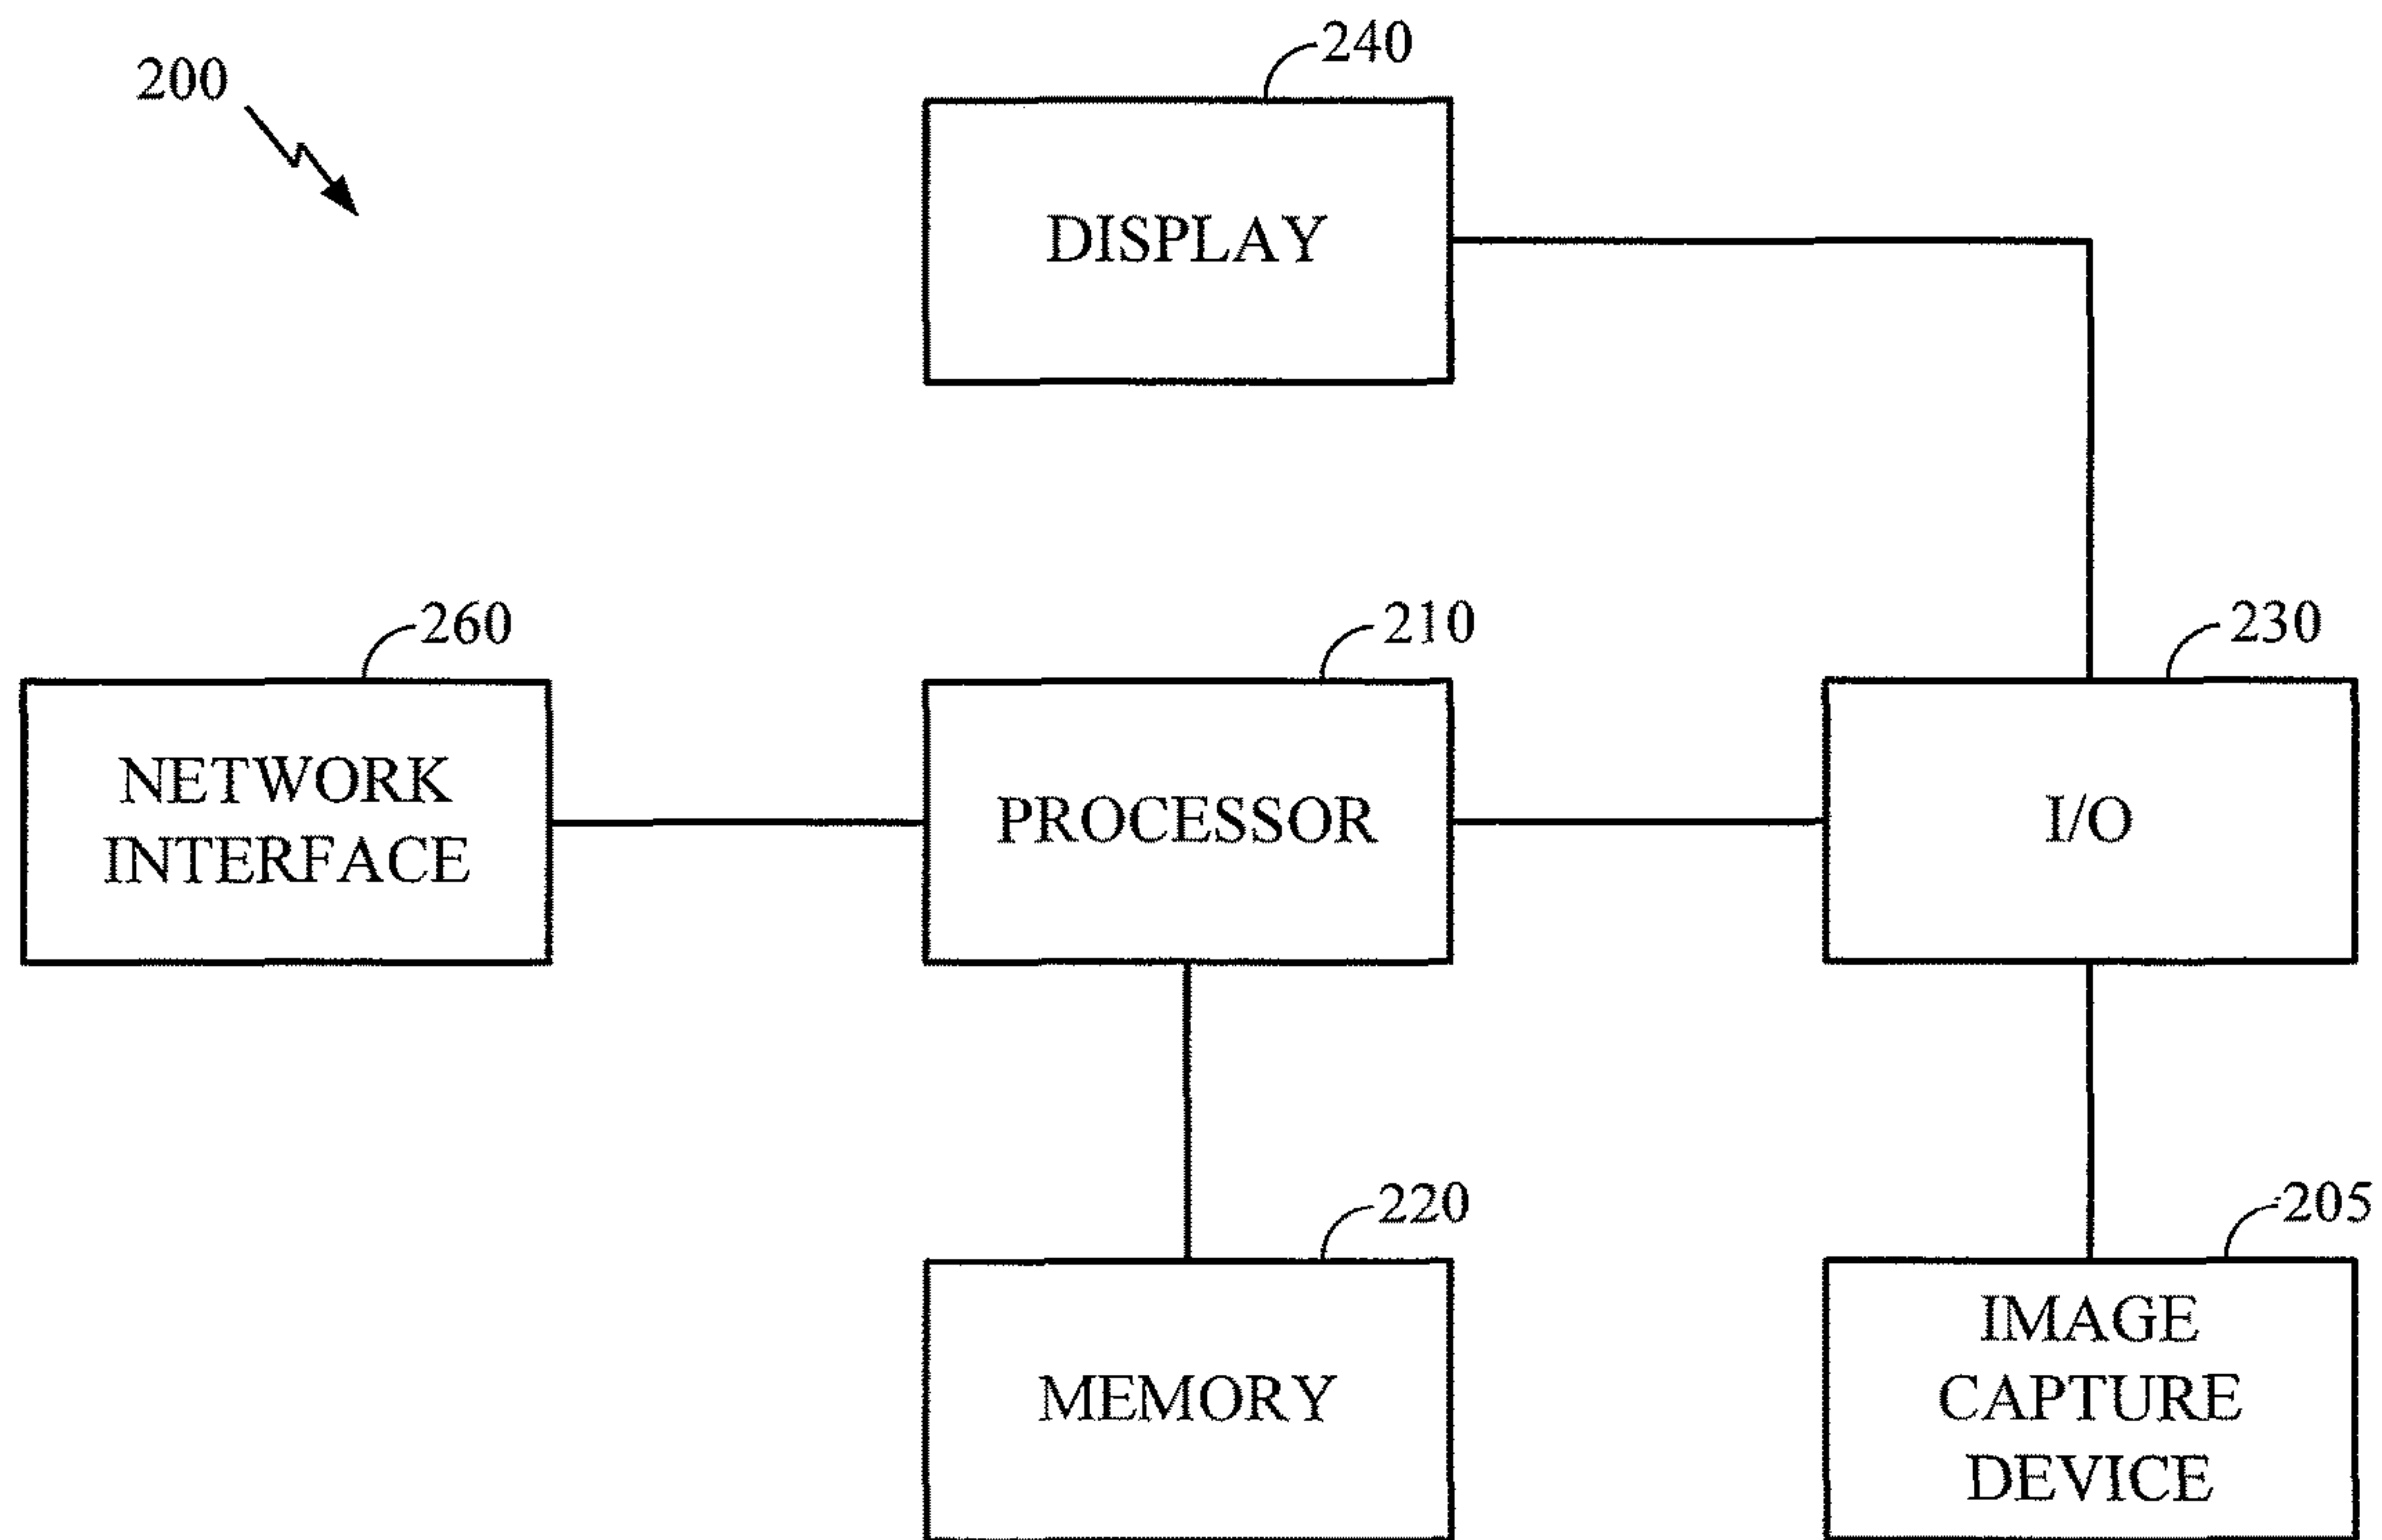 240
200
DISPLAY
260
210
230
NETWORK
INTERFACE
PROCESSOR
I/O
220
205
MEMORY
IMAGE
CAPTURE
DEVICE